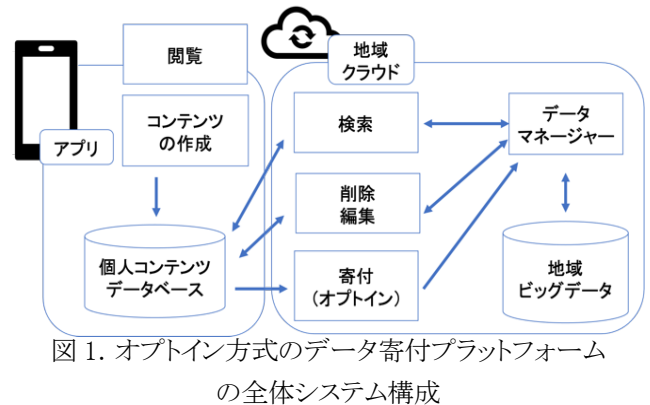 閲覧
コンテンツ
の作成
アプリ
個人コンテンツ
データベース
地域
クラウド
検索
削除
編集
寄付
(オプトイン)
データ
マネージャー
地域
ビッグデータ
図 1. オプトイン方式のデータ寄付プラットフォーム
の全体システム構成